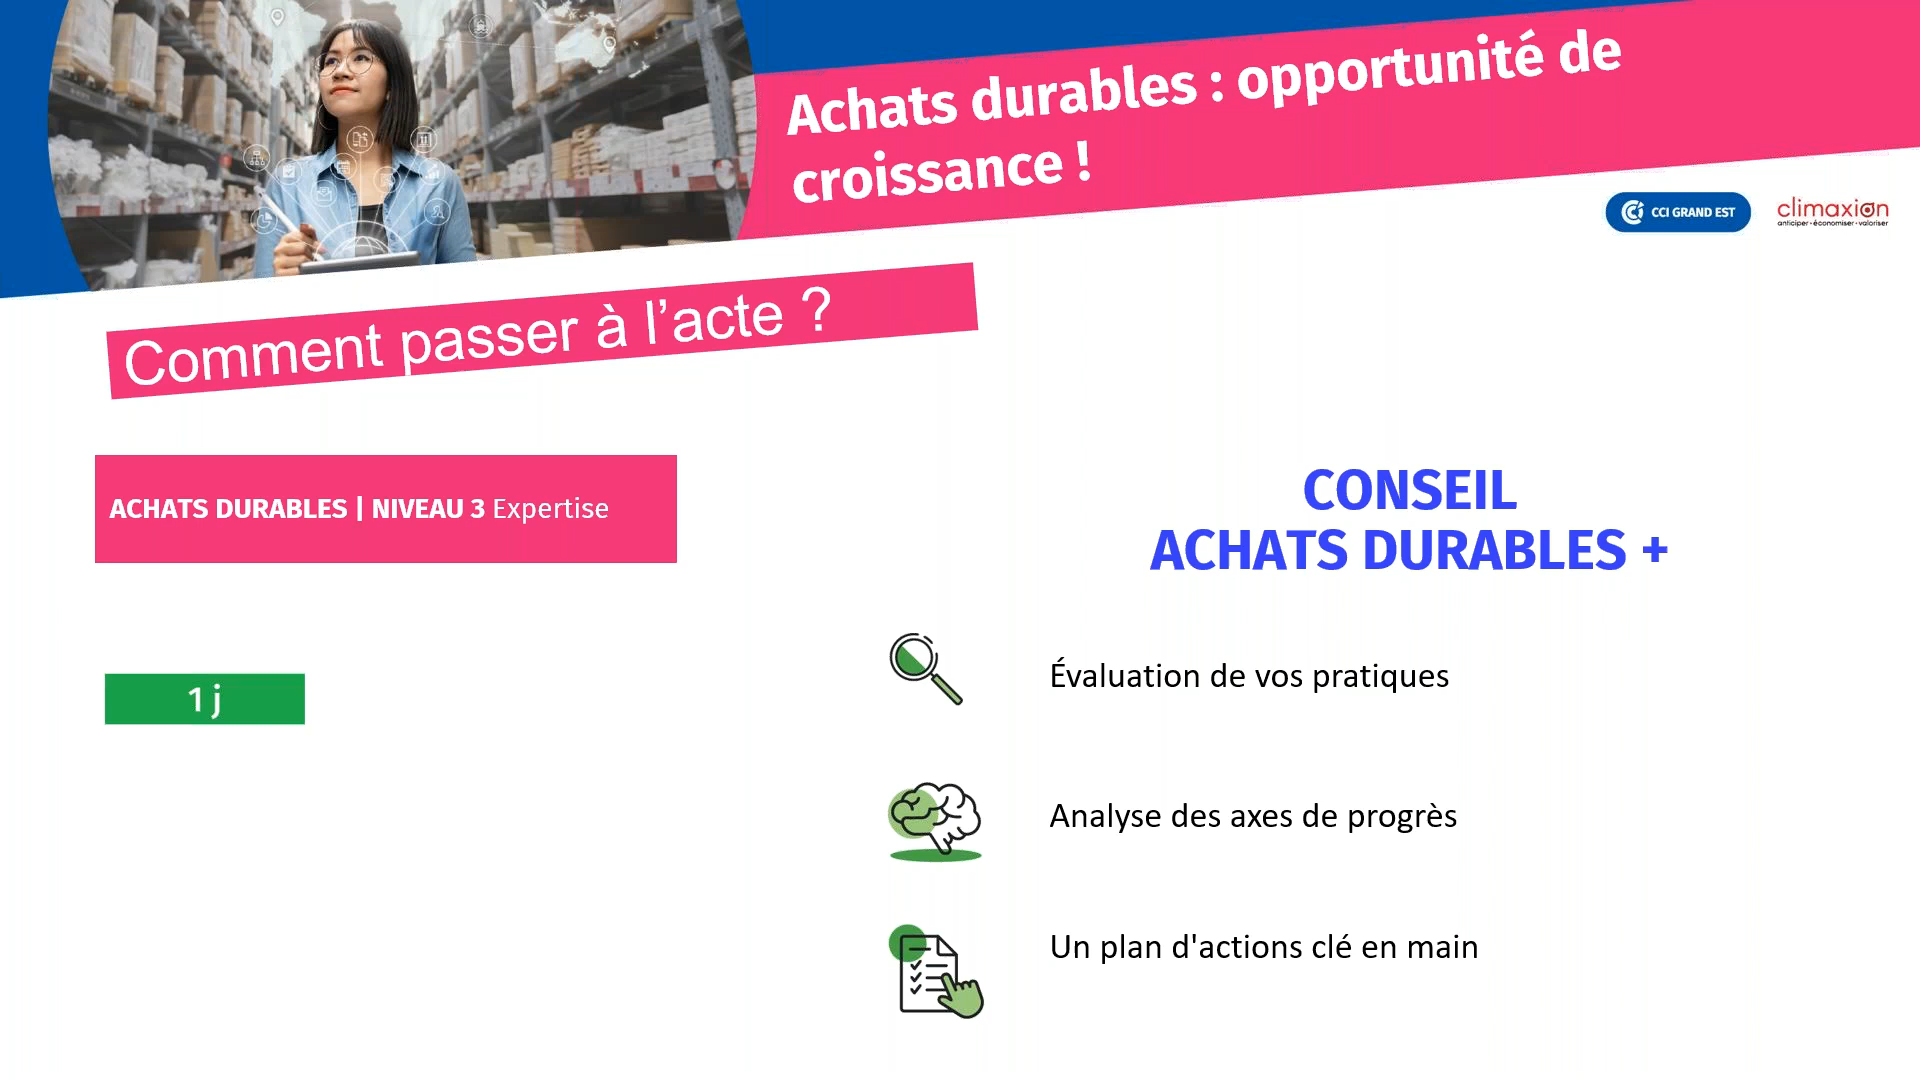 Achats durables : opportunité de
croissance !
CCI GRAND EST
climaxion
anticiper • économiser • valoriser
Comment passer à l’acte ?
ACHATS DURABLES | NIVEAU 3 Expertise
CONSEIL
ACHATS DURABLES +
1 j
Évaluation de vos pratiques
Analyse des axes de progrès
Un plan d'actions clé en main